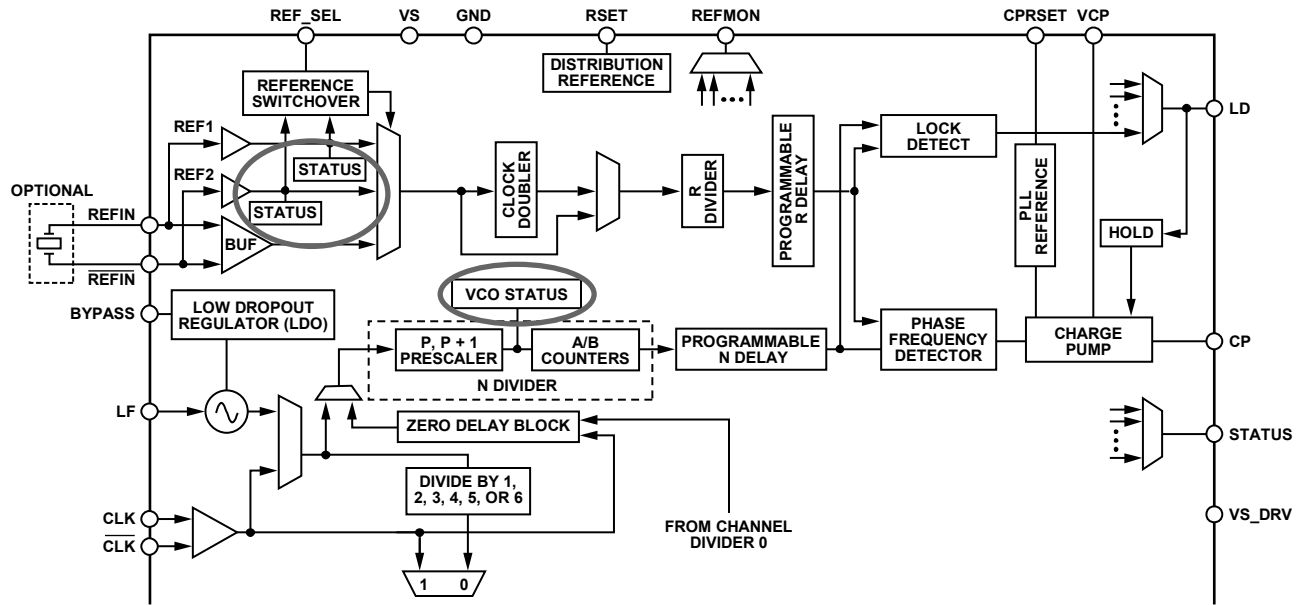 REF_SEL
VS
GND
RSET
REFMON
CPRSET
VCP
DISTRIBUTION
REFERENCE
REFERENCE
SWITCHOVER
LD
REF1
STATUS
LOCK
DETECT
REF2
STATUS
OPTIONAL
REFIN
BUF
REFIN
CLOCK
DOUBLER
R
DIVIDER
PROGRAMMABLE
R DELAY
PLL
REFERENCE
HOLD
BYPASS
LOW DROPOUT
REGULATOR (LDO)
VCO STATUS
P, P + 1
PRESCALER
A/B
COUNTERS
N DIVIDER
PROGRAMMABLE
N DELAY
PHASE
FREQUENCY
DETECTOR
CHARGE
PUMP
CP
LF
ZERO DELAY BLOCK
STATUS
DIVIDE BY 1,
2, 3, 4, 5, OR 6
CLK
CLK
FROM CHANNEL
DIVIDER 0
VS_DRV
1 0